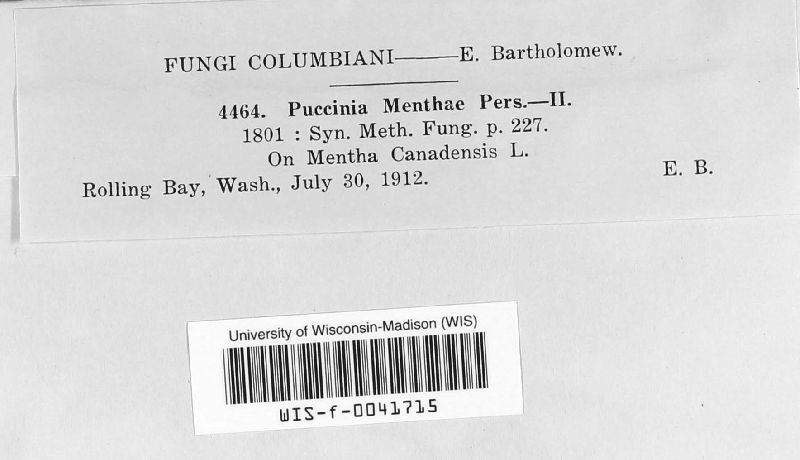 FUNGI COLUMBIANI——E. Bartholomew.
4464. Puccinia Menthae Pers.—II.
1801 : Syn. Meth. Fung. p. 227.
On Mentha Canadensis L.
Rolling Bay, Wash., July 30, 1912. E. B.
University of Wisconsin-Madison (WIS)
WIS-f-0041715